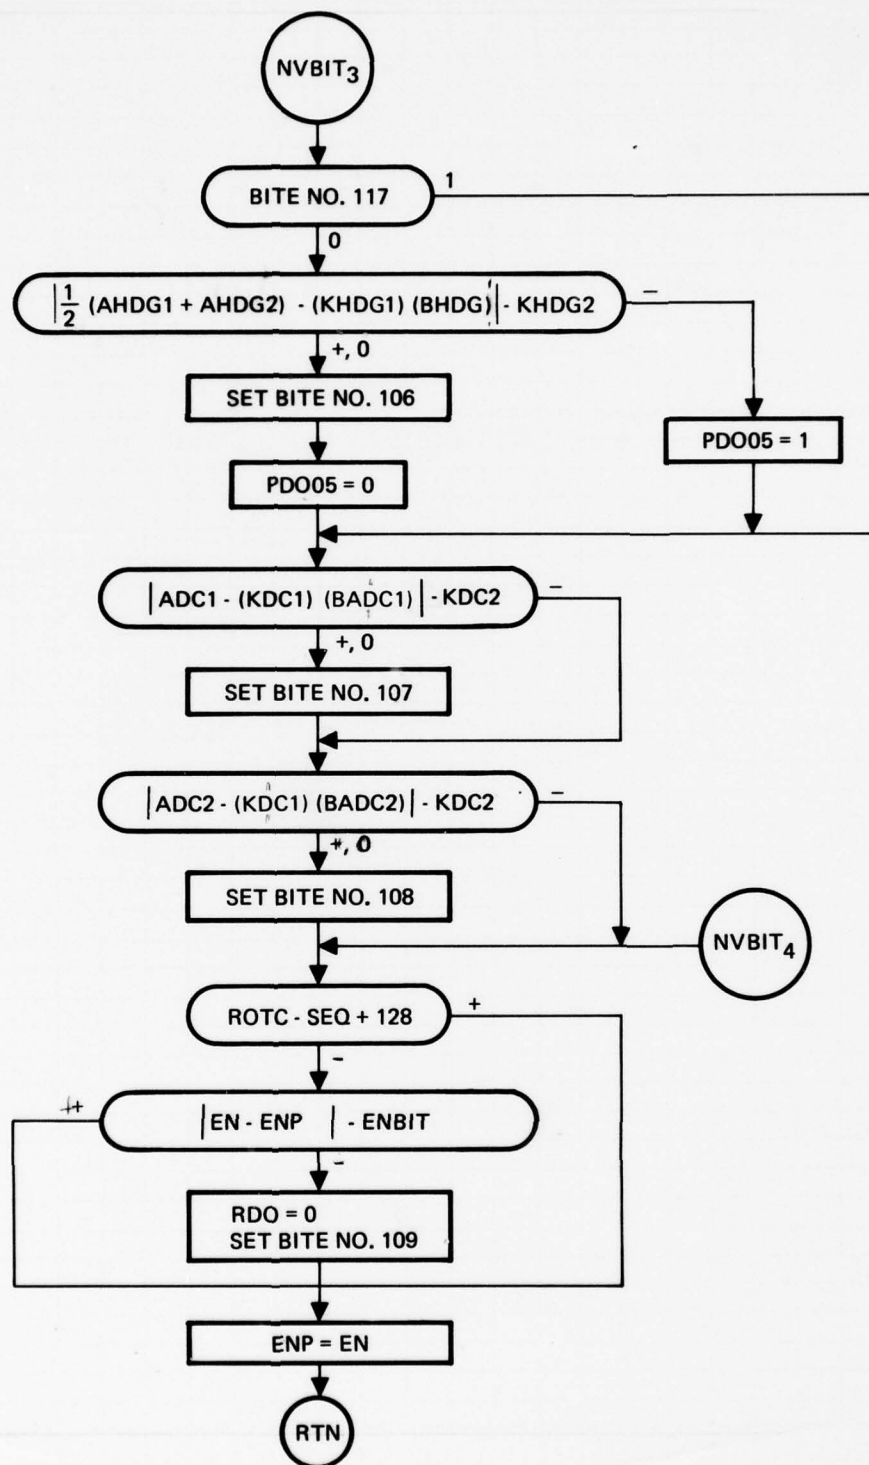 NVBIT3
BITE NO. 117
1
0
|1/2 (AHDG1 + AHDG2) - (KHDG1) (BHDG)| - KHDG2
-
+, 0
SET BITE NO. 106
PDO05 = 1
PDO05 = 0
|ADC1 - (KDC1) (BADC1)| - KDC2
-
+, 0
SET BITE NO. 107
|ADC2 - (KDC1) (BADC2)| - KDC2
-
+, 0
SET BITE NO. 108
NVBIT4
ROTC - SEQ + 128
+
-
|EN - ENP | - ENBIT
-
RDO = 0
SET BITE NO. 109
ENP = EN
RTN